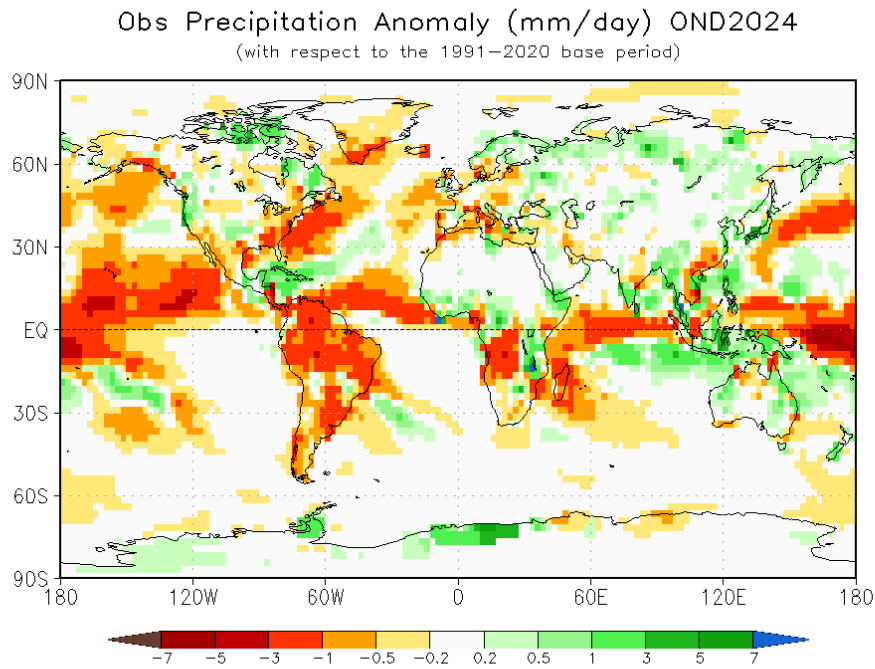 Obs Precipitation Anomaly (mm/day) OND2024
(with respect to the 1991−2020 base period)
90N
60N
30N
EQ
30S
60S
90S
180 120W 60W 0 60E 120E 180
−7 −5 −3 −1 −0.5 −0.2 0.2 0.5 1 3 5 7